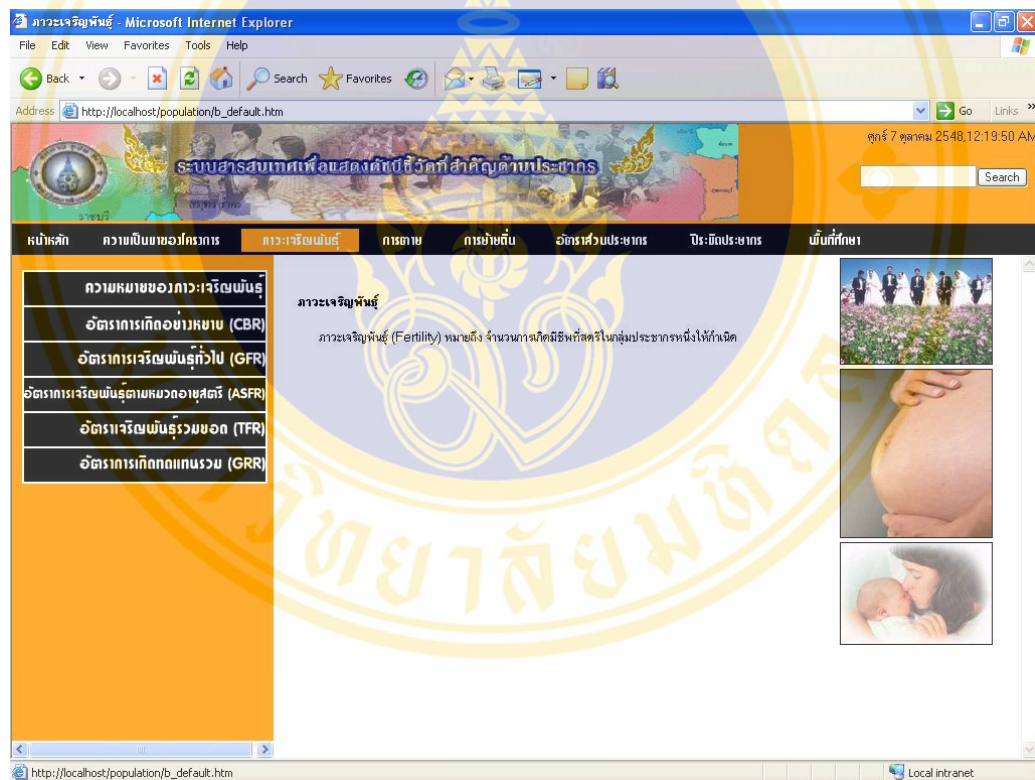 ภาวะเจริญพันธุ์ - Microsoft Internet Explorer
File Edit View Favorites Tools Help
Back Search Favorites
Address http://localhost/population/b_default.htm Go Links »
ระบบสารสนเทศเพื่อแสดงดัชนีชี้วัดที่สำคัญด้านประชากร
ศุกร์ 7 ตุลาคม 2548,12:19:50 AM
Search
ราชบุรี
หน้าหลัก ความเป็นมาของโครงการ ภาวะเจริญพันธุ์ การตาย การย้ายถิ่น อัตราส่วนประชากร ปิระมิดประชากร พื้นที่ศึกษา
ความหมายของภาวะเจริญพันธุ์
อัตราการเกิดอย่างหยาบ (CBR)
อัตราการเจริญพันธุ์ทั่วไป (GFR)
อัตราการเจริญพันธุ์ตามหมวดอายุสตรี (ASFR)
อัตราเจริญพันธุ์รวมยอด (TFR)
อัตราการเกิดทดแทนรวม (GRR)
ภาวะเจริญพันธุ์
ภาวะเจริญพันธุ์ (Fertility) หมายถึง จำนวนการเกิดมีชีพที่สตรีในกลุ่มประชากรหนึ่งให้กำเนิด
วิทยาลัยมหิดล
http://localhost/population/b_default.htm Local intranet